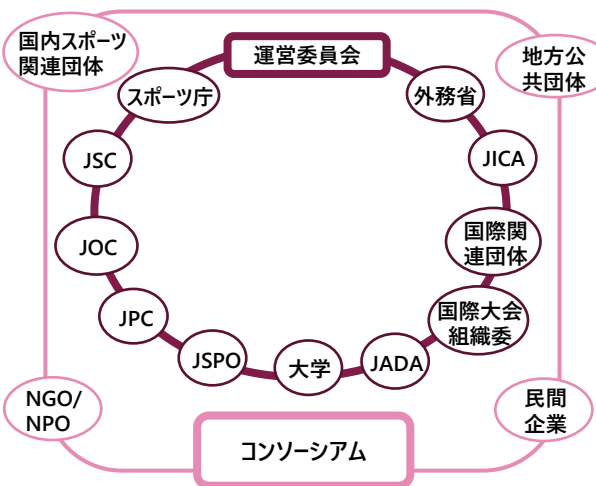 国内スポーツ
関連団体
運営委員会
地方公
共団体
スポーツ庁
外務省
JSC
JICA
JOC
国際関
連団体
JPC
国際大会
組織委
JSPO
大学
JADA
NGO/
NPO
民間
企業
コンソーシアム